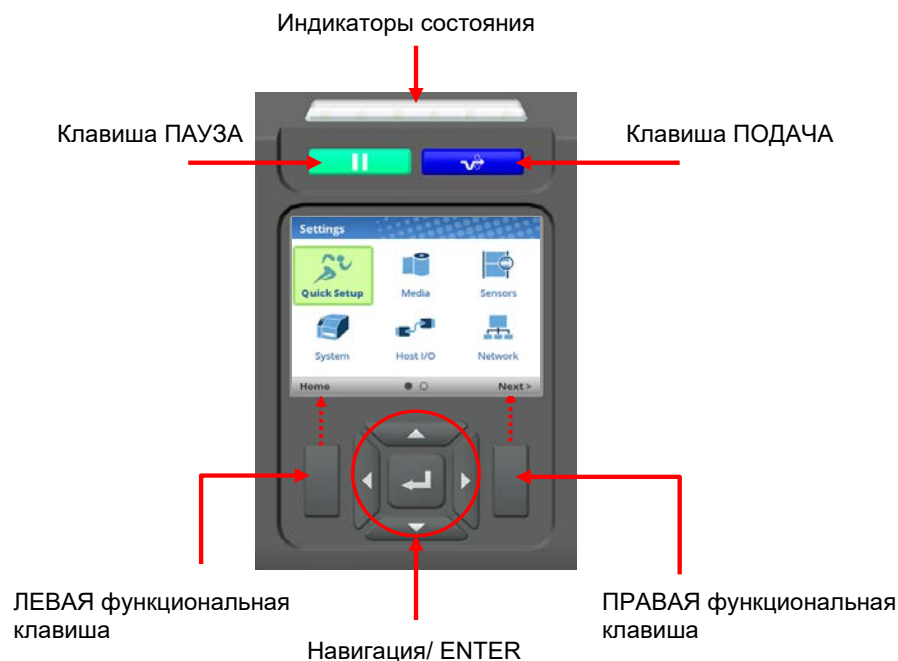 Индикаторы состояния
Клавиша ПАУЗА
Клавиша ПОДАЧА
Settings
Quick Setup
Media
Sensors
System
Host I/O
Network
Home
Next >
ЛЕВАЯ функциональная
клавиша
ПРАВАЯ функциональная
клавиша
Навигация/ ENTER